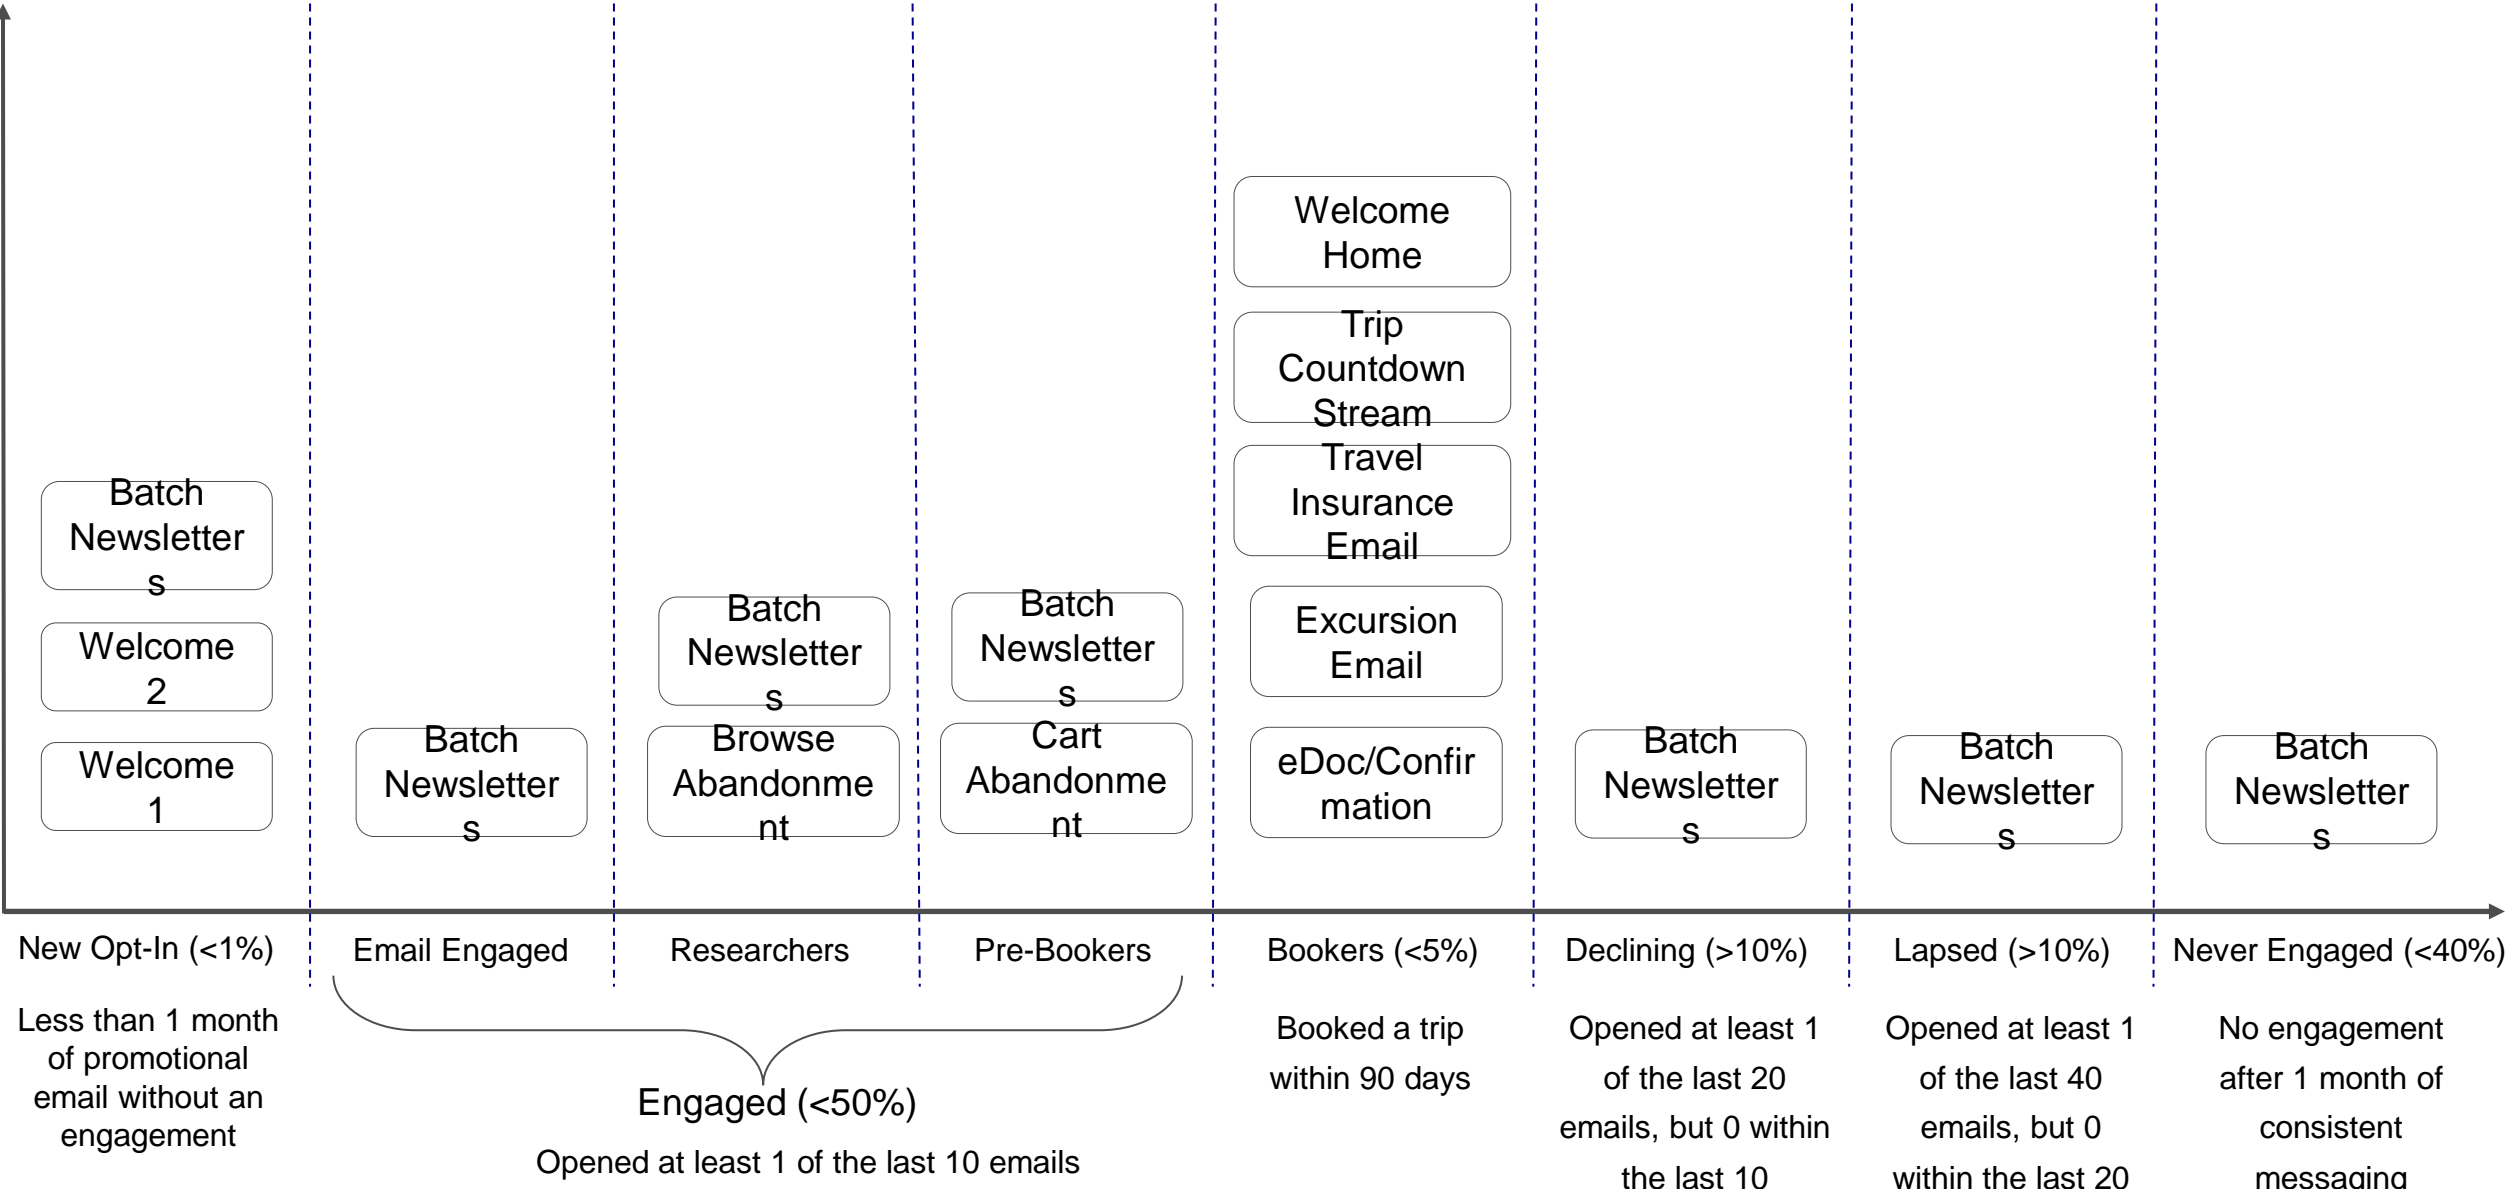 Welcome
Home
Trip
Countdown
Stream
Travel
Insurance
Email
Excursion
Email
eDoc/Confir
mation
Batch
Newsletter
s
Welcome
2
Welcome
1
Batch
Newsletter
s
Batch
Newsletter
s
Browse
Abandonme
nt
Batch
Newsletter
s
Cart
Abandonme
nt
Batch
Newsletter
s
Batch
Newsletter
s
Batch
Newsletter
s
New Opt-In (<1%)
Email Engaged
Researchers
Pre-Bookers
Bookers (<5%)
Declining (>10%)
Lapsed (>10%)
Never Engaged (<40%)
Less than 1 month
of promotional
email without an
engagement
Engaged (<50%)
Opened at least 1 of the last 10 emails
Booked a trip
within 90 days
Opened at least 1
of the last 20
emails, but 0 within
the last 10
Opened at least 1
of the last 40
emails, but 0
within the last 20
No engagement
after 1 month of
consistent
messaging